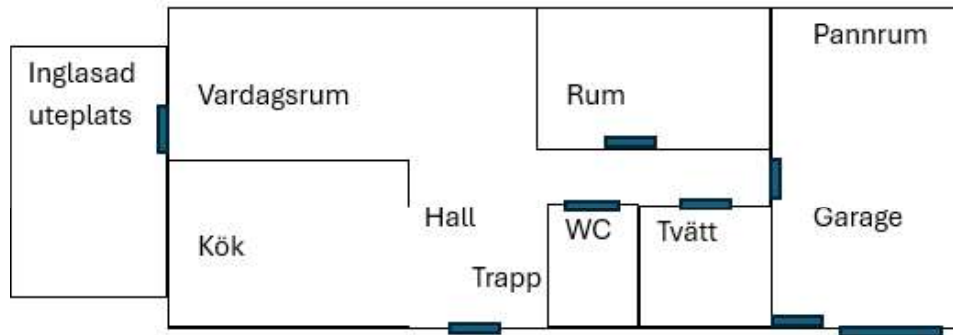 Inglasad
uteplats
Vardagsrum
Rum
Pannrum
Kök
Hall
Trapp
WC
Tvätt
Garage